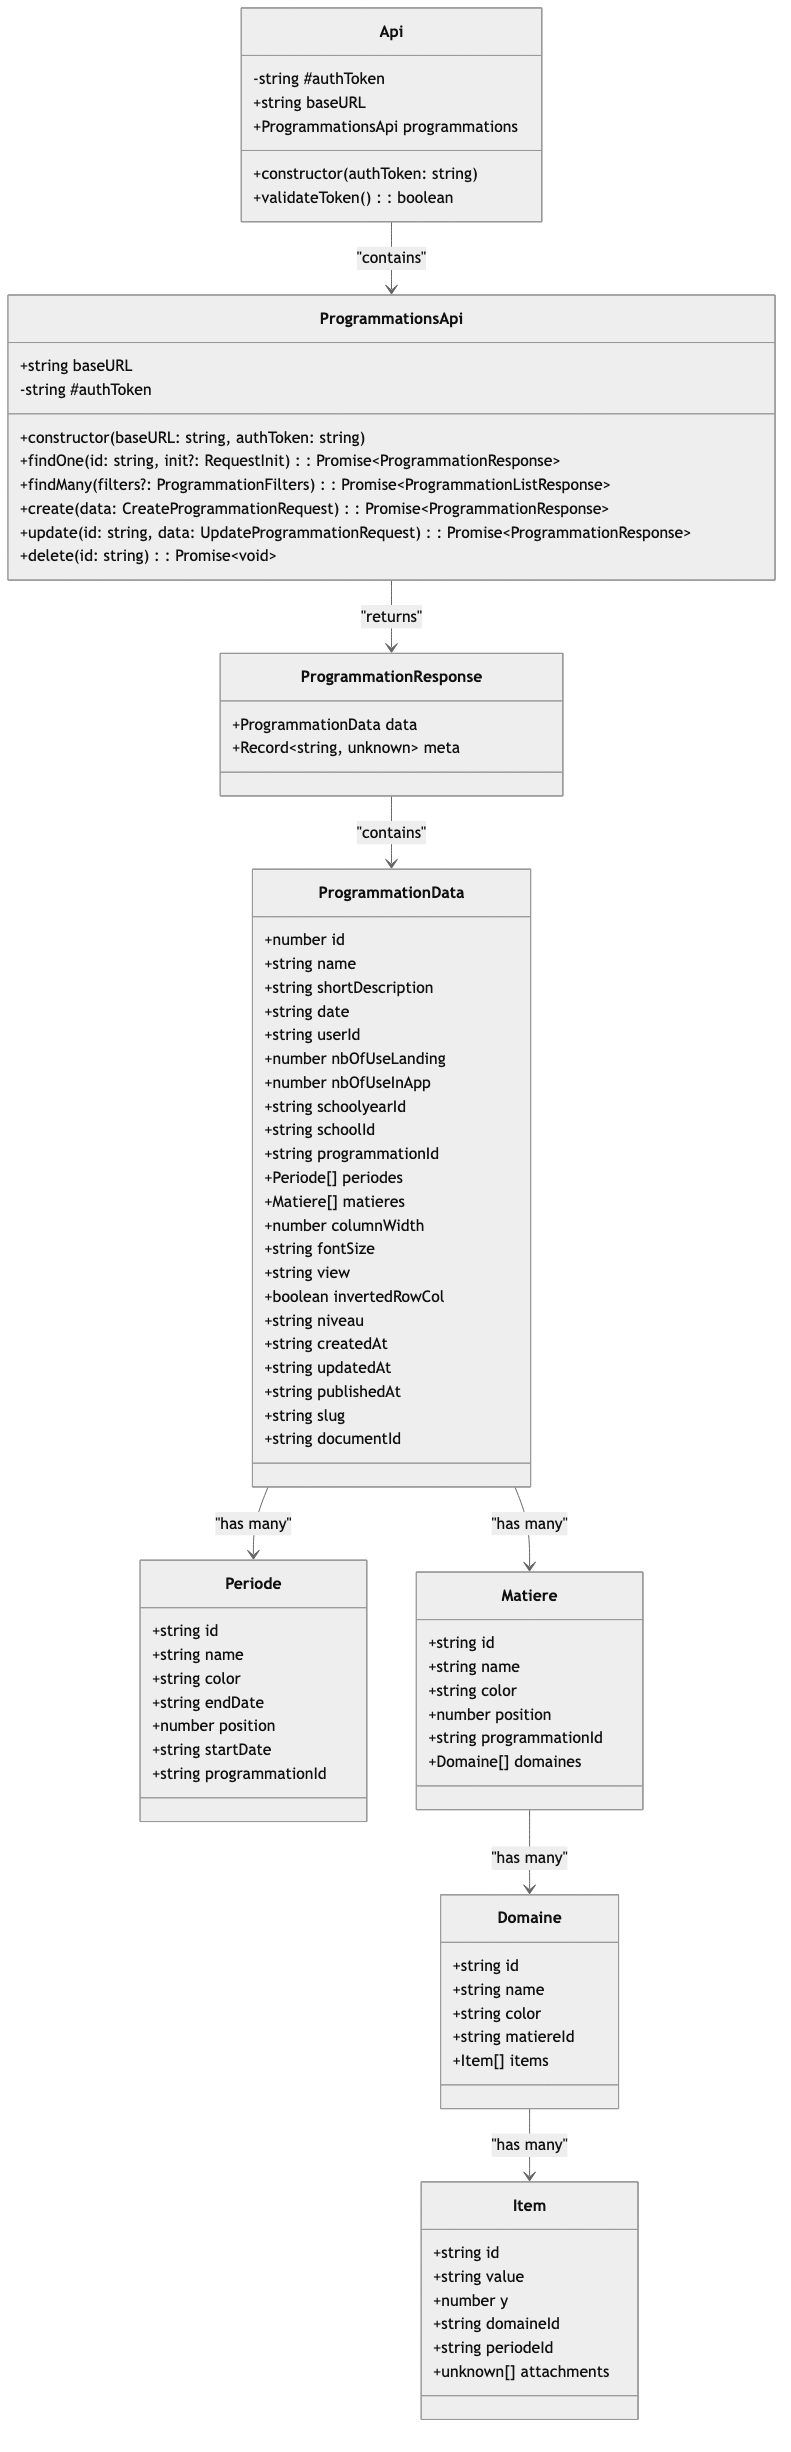 Api
-string #authToken
+string baseURL
+ProgrammationsApi programmations
+constructor(authToken: string)
+validateToken() : : boolean
"contains"
ProgrammationsApi
+string baseURL
-string #authToken
+constructor(baseURL: string, authToken: string)
+findOne(id: string, init?: RequestInit) : : Promise<ProgrammationResponse>
+findMany(filters?: ProgrammationFilters) : : Promise<ProgrammationListResponse>
+create(data: CreateProgrammationRequest) : : Promise<ProgrammationResponse>
+update(id: string, data: UpdateProgrammationRequest) : : Promise<ProgrammationResponse>
+delete(id: string) : : Promise<void>
"returns"
ProgrammationResponse
+ProgrammationData data
+Record<string, unknown> meta
"contains"
ProgrammationData
+number id
+string name
+string shortDescription
+string date
+string userId
+number nbOfUseLanding
+number nbOfUseInApp
+string schoolyearId
+string schoolId
+string programmationId
+Periode[] periodes
+Matiere[] matieres
+number columnWidth
+string fontSize
+string view
+boolean invertedRowCol
+string niveau
+string createdAt
+string updatedAt
+string publishedAt
+string slug
+string documentId
"has many"
"has many"
Periode
+string id
+string name
+string color
+string endDate
+number position
+string startDate
+string programmationId
Matiere
+string id
+string name
+string color
+number position
+string programmationId
+Domaine[] domaines
"has many"
Domaine
+string id
+string name
+string color
+string matiereId
+Item[] items
"has many"
Item
+string id
+string value
+number y
+string domaineId
+string periodeId
+unknown[] attachments